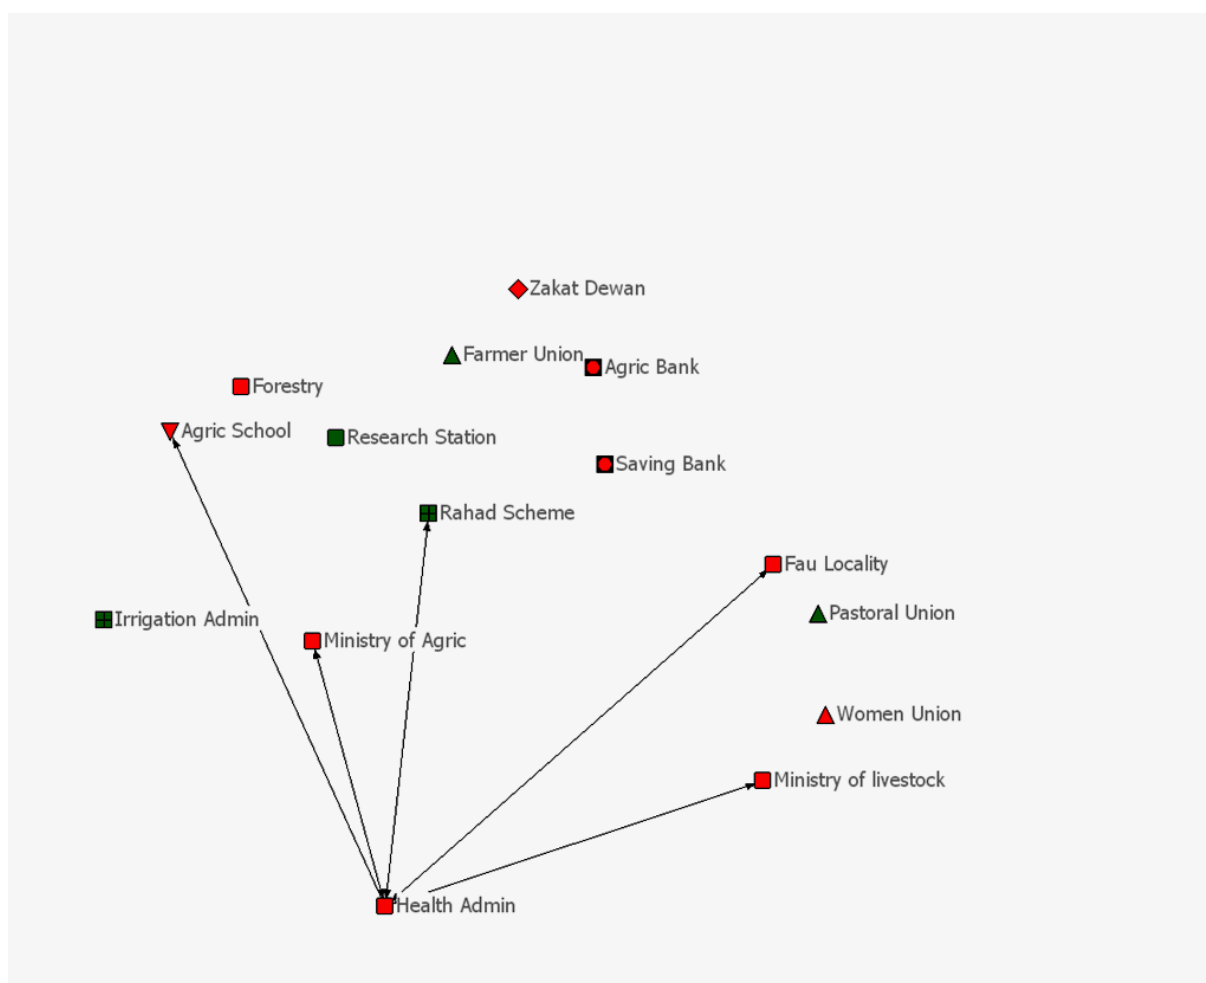 Zakat Dewan
Farmer Union
Agric Bank
Forestry
Agric School
Research Station
Saving Bank
Rahad Scheme
Fau Locality
Pastoral Union
Irrigation Admin
Ministry of Agric
Women Union
Ministry of livestock
Health Admin